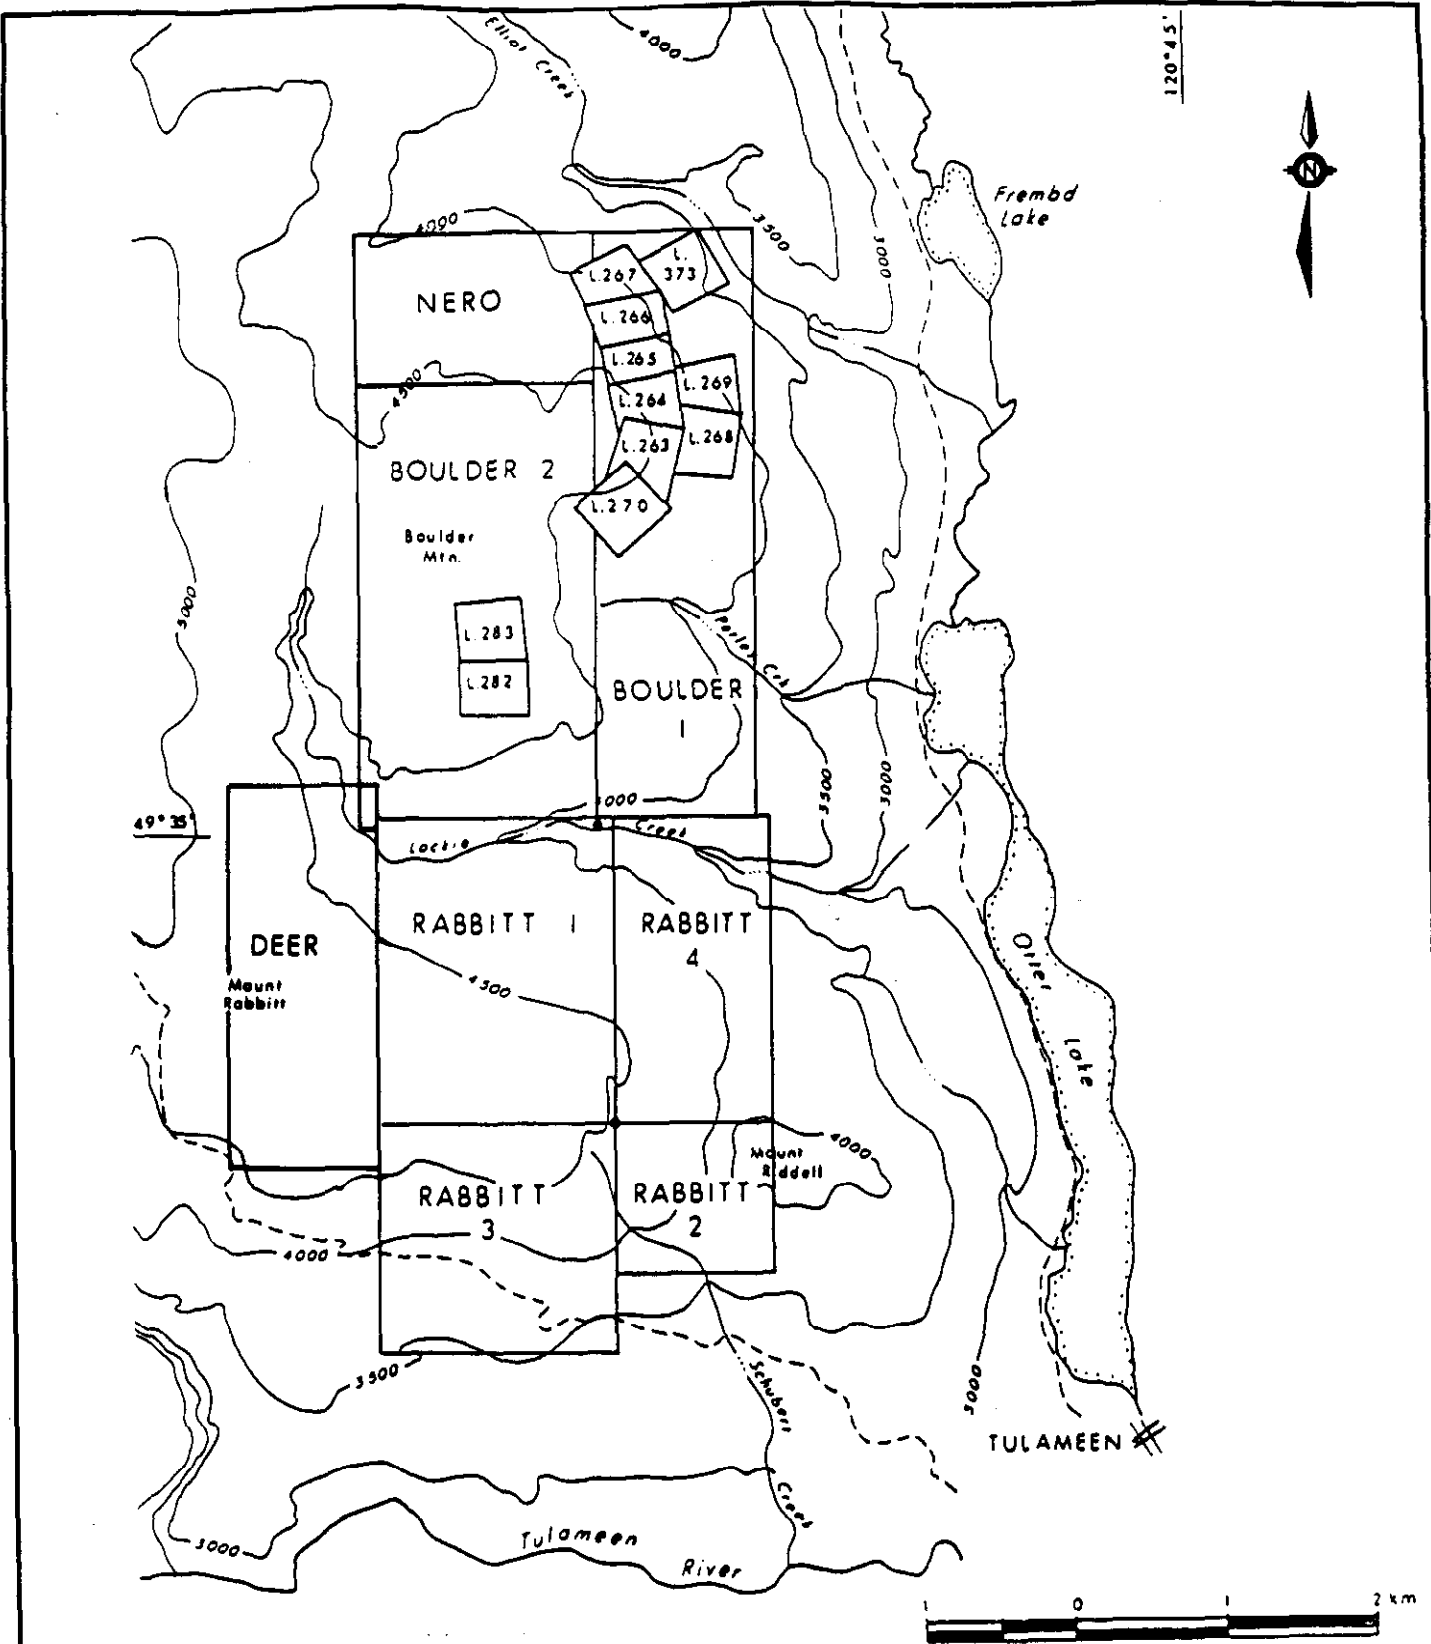 Elliot Creek
4000
120°45'
N
Frembd
Lake
4000
3500
3000
L.
373
L.267
NERO
L.266
L.265
L.269
4500
L.264
L.263
L.268
BOULDER 2
L.270
Boulder
Mtn.
5000
L.283
L.282
BOULDER
1
3500
3000
49°35'
Creek
RABBITT 1
RABBITT
4
DEER
Mount
Rabbitt
4500
Otter
Lake
4000
Mount
Riddell
RABBITT
3
RABBITT
2
4000
3500
Schubert
Creek
3000
TULAMEEN
3000
Tulameen
River
1 0 1 2 km